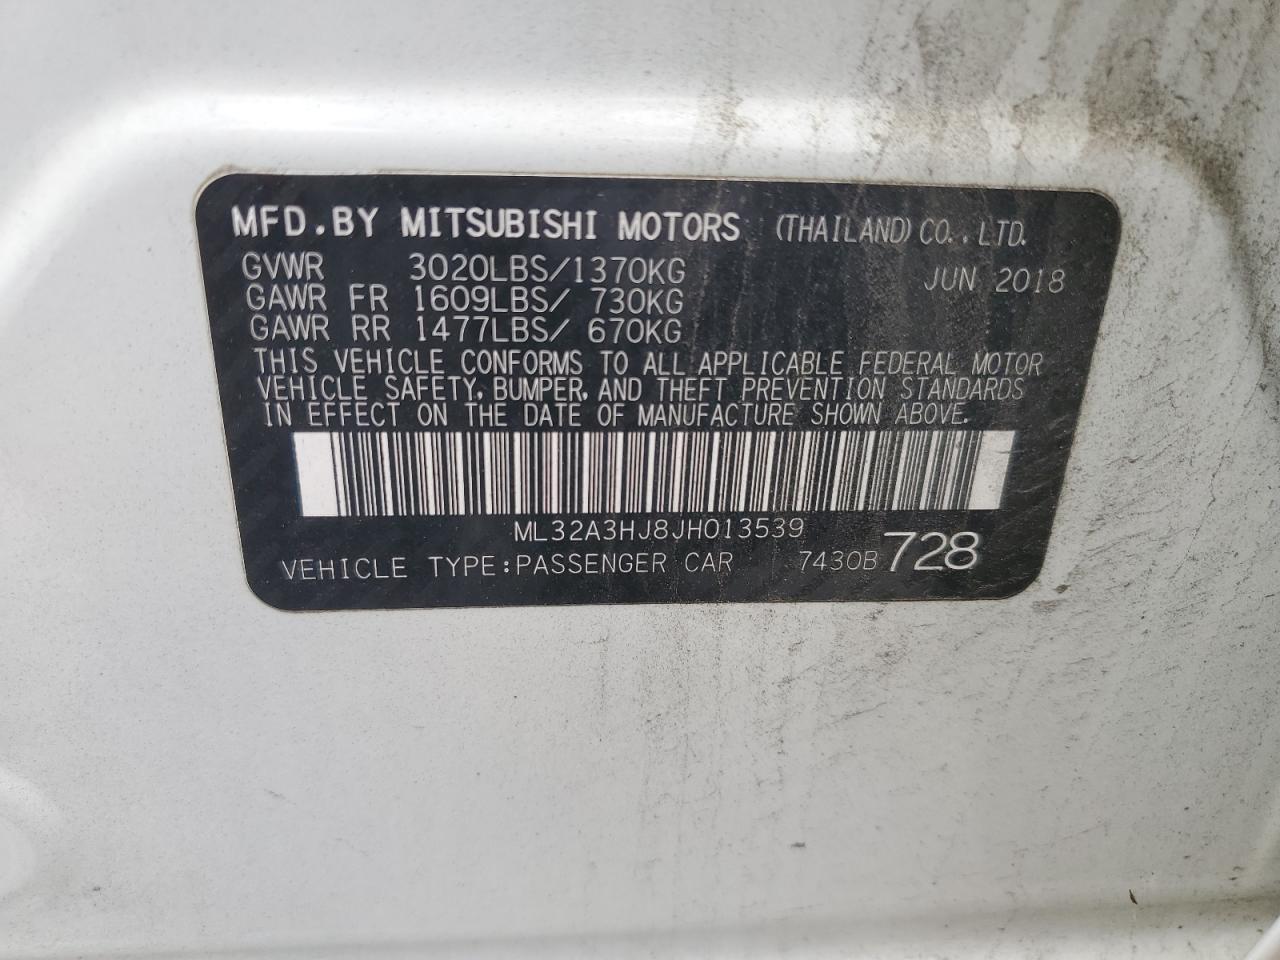 MFD.BY MITSUBISHI MOTORS (THAILAND) CO.,LTD.
GVWR 3020LBS/1370KG JUN 2018
GAWR FR 1609LBS/ 730KG
GAWR RR 1477LBS/ 670KG
THIS VEHICLE CONFORMS TO ALL APPLICABLE FEDERAL MOTOR
VEHICLE SAFETY, BUMPER, AND THEFT PREVENTION STANDARDS
IN EFFECT ON THE DATE OF MANUFACTURE SHOWN ABOVE.
ML32A3HJ8JH013539
VEHICLE TYPE:PASSENGER CAR 7430B 728